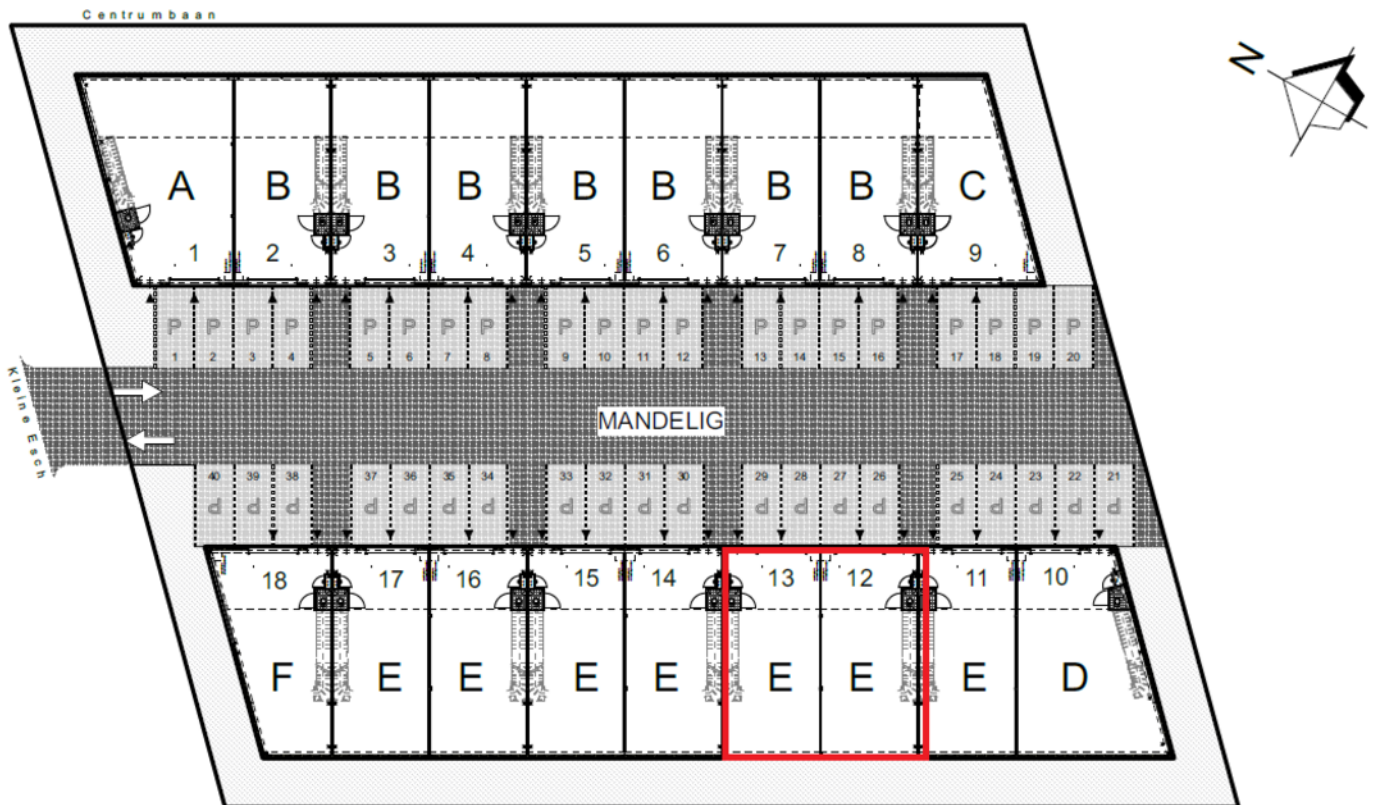 Centrumbaan
N
A B B B B B B B C
1 2 3 4 5 6 7 8 9
P P P P P P P P P P P P P P P P P P P P
1 2 3 4 5 6 7 8 9 10 11 12 13 14 15 16 17 18 19 20
Kleine Esch
MANDELIG
40 39 38 37 36 35 34 33 32 31 30 29 28 27 26 25 24 23 22 21
P P P P P P P P P P P P P P P P P P P P
18 17 16 15 14 13 12 11 10
F E E E E E E E D